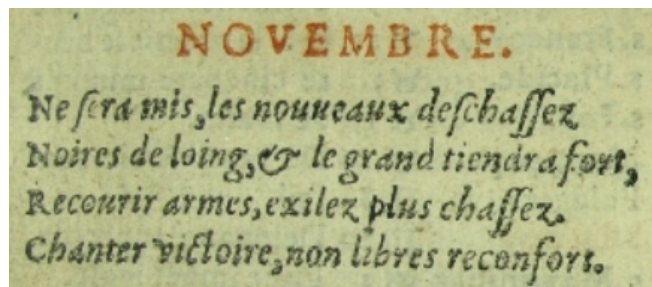 NOVEMBRE.
Ne ſera mis, les nouueaux deſchaſſez
Noires de loing, & le grand tiendra fort,
Recourir armes, exilez plus chaſſez.
Chanter victoire, non libres reconfort.